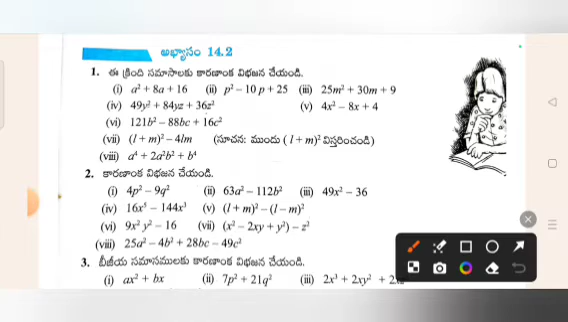 అభ్యాసం 14.2
1. ఈ క్రింది సమాసాలకు కారణాంక విభజన చేయండి.
(i) a² + 8a + 16 (ii) p² – 10 p + 25 (iii) 25m² + 30m + 9
(iv) 49y² + 84yz + 36z² (v) 4x² – 8x + 4
(vi) 121b² – 88bc + 16c²
(vii) (l + m)² – 4lm (సూచన: ముందు ( l + m)² విస్తరించండి)
(viii) a⁴ + 2a²b² + b⁴
2. కారణాంక విభజన చేయండి.
(i) 4p² – 9q² (ii) 63a² – 112b² (iii) 49x² – 36
(iv) 16x⁵ – 144x³ (v) (l + m)² – (l – m)²
(vi) 9x² y² – 16 (vii) (x² – 2xy + y²) – z²
(viii) 25a² – 4b² + 28bc – 49c²
3. బీజీయ సమాసములకు కారణాంక విభజన చేయండి.
(i) ax² + bx (ii) 7p² + 21q² (iii) 2x³ + 2xy² +